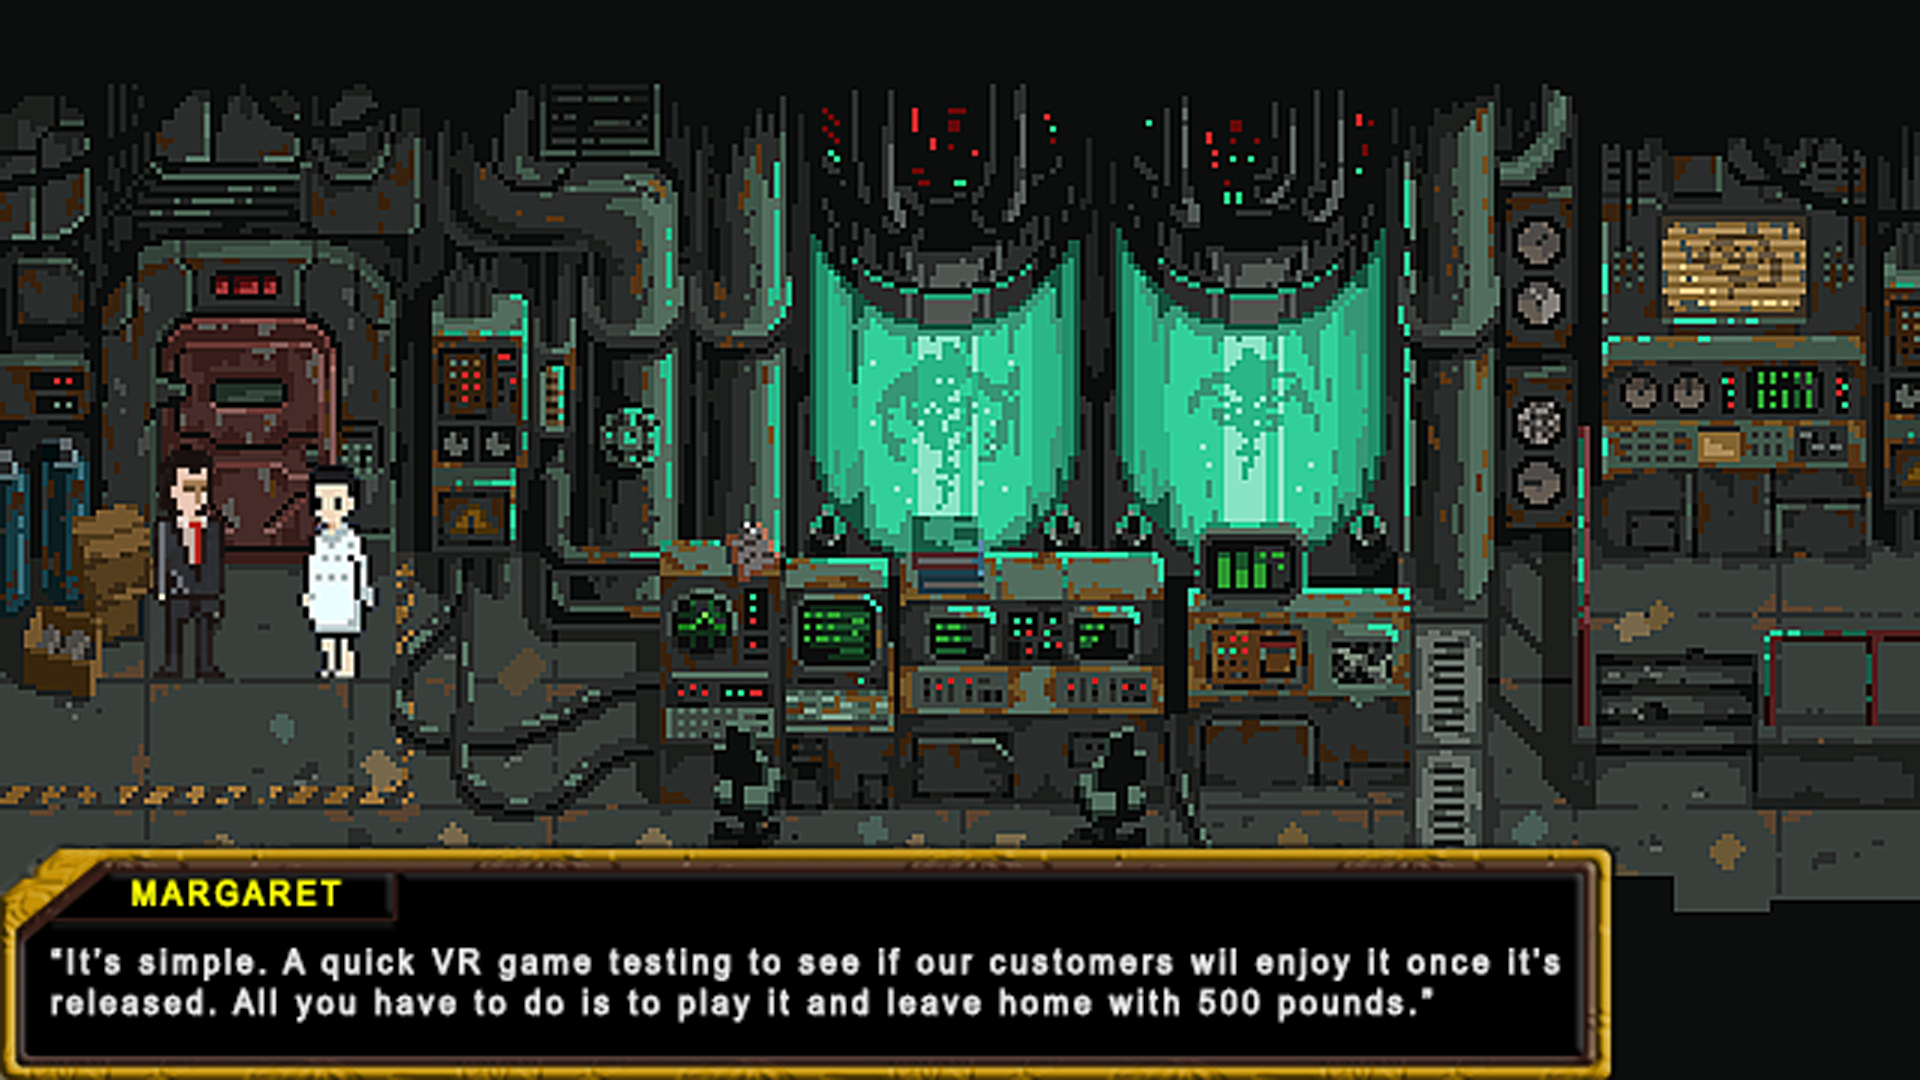 MARGARET
“It's simple. A quick VR game testing to see if our customers wil enjoy it once it's
released. All you have to do is to play it and leave home with 500 pounds.”